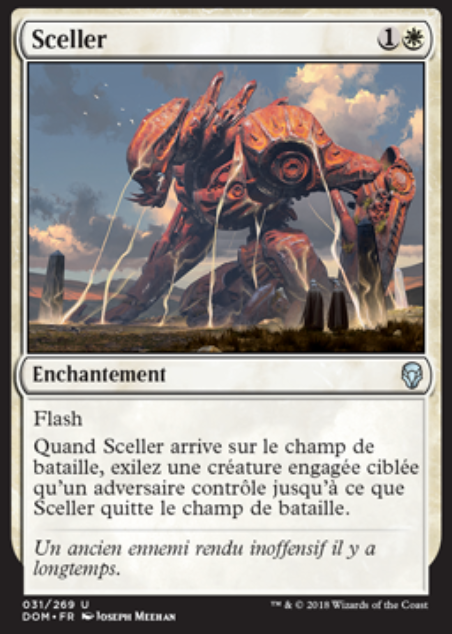 Sceller 1
Enchantement
Flash
Quand Sceller arrive sur le champ de
bataille, exilez une créature engagée ciblée
qu'un adversaire contrôle jusqu'à ce que
Sceller quitte le champ de bataille.
Un ancien ennemi rendu inoffensif il y a
longtemps.
031/269 U
DOM • FR Joseph Meehan
™ & © 2018 Wizards of the Coast